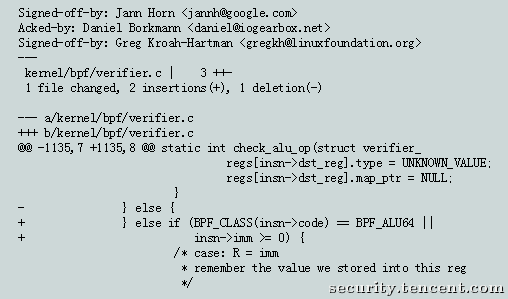 Signed-off-by: Jann Horn <jannh@google.com>
Acked-by: Daniel Borkmann <daniel@iogearbox.net>
Signed-off-by: Greg Kroah-Hartman <gregkh@linuxfoundation.org>
---
 kernel/bpf/verifier.c |    3 ++-
 1 file changed, 2 insertions(+), 1 deletion(-)

--- a/kernel/bpf/verifier.c
+++ b/kernel/bpf/verifier.c
@@ -1135,7 +1135,8 @@ static int check_alu_op(struct verifier_
                                regs[insn->dst_reg].type = UNKNOWN_VALUE;
                                regs[insn->dst_reg].map_ptr = NULL;
                        }
-               } else {
+               } else if (BPF_CLASS(insn->code) == BPF_ALU64 ||
+                          insn->imm >= 0) {
                        /* case: R = imm
                         * remember the value we stored into this reg
                         */
security.tencent.com